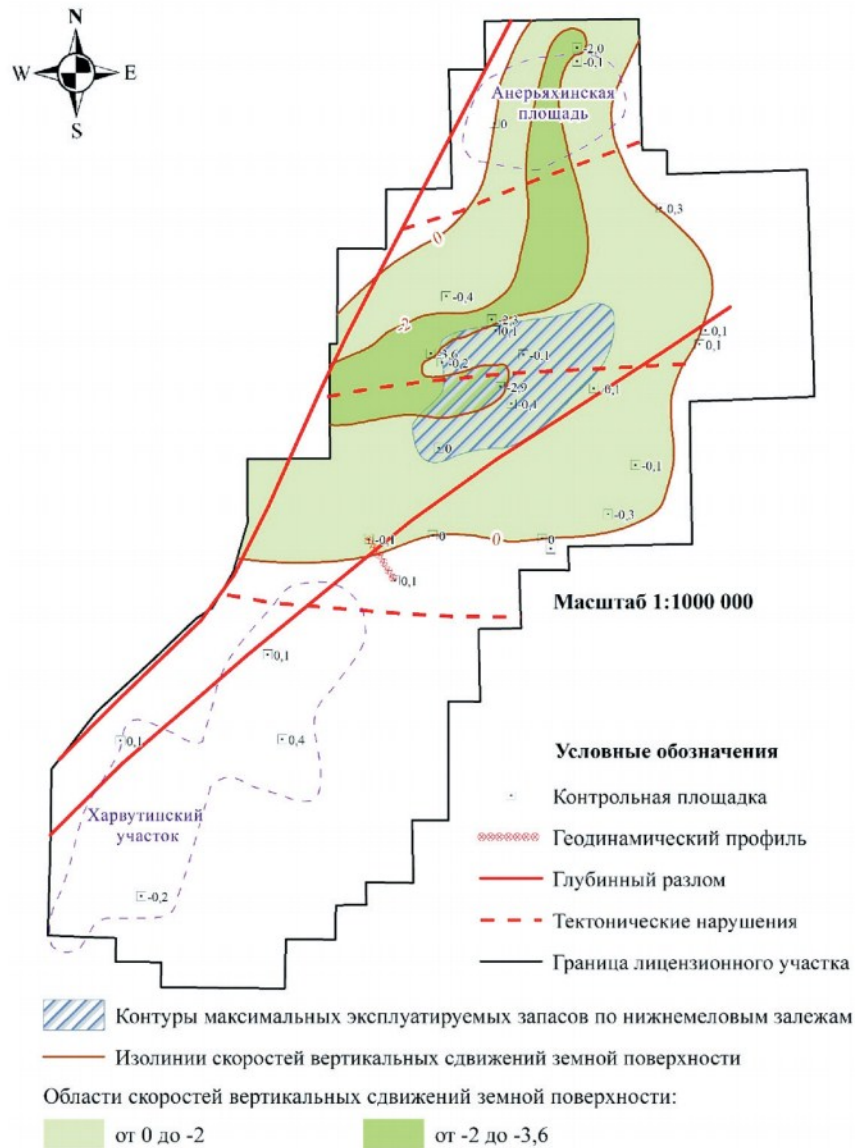 N
W
E
S
-2,0
-0,1
Анерьяхинская
площадь
0
0,3
0
-0,4
-2
-2,3
0,1
0,1
0,1
-3,6
-0,2
-0,1
-2,9
-0,4
0
-0,1
-0,3
-0,1
0
0
0
0,1
Масштаб 1:1000 000
0,1
0,1
0,4
Харвутинский
участок
-0,2
Условные обозначения
Контрольная площадка
Геодинамический профиль
Глубинный разлом
Тектонические нарушения
Граница лицензионного участка
Контуры максимальных эксплуатируемых запасов по нижнемеловым залежам
Изолинии скоростей вертикальных сдвижений земной поверхности
Области скоростей вертикальных сдвижений земной поверхности:
от 0 до -2
от -2 до -3,6